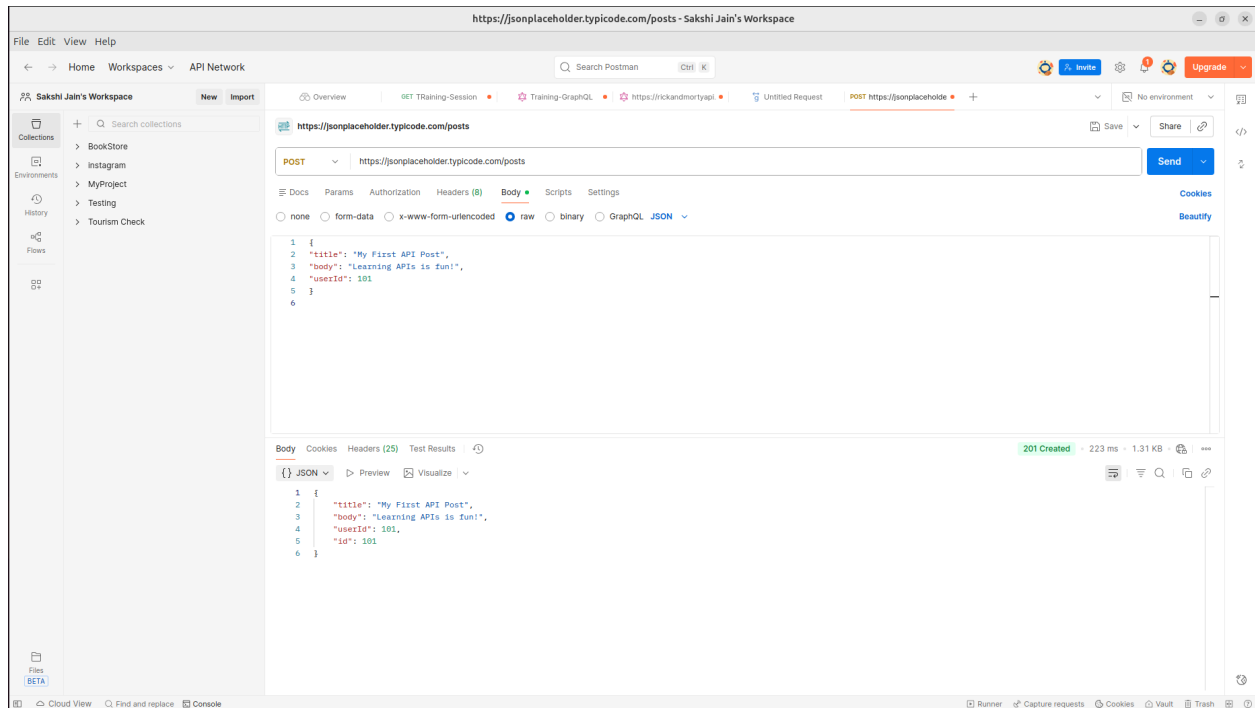 https://jsonplaceholder.typicode.com/posts - Sakshi Jain's Workspace
File Edit View Help
Home Workspaces API Network
Search Postman Ctrl K
Invite
1
Upgrade
Sakshi Jain's Workspace New Import
Overview
GET TRaining-Session
Training-GraphQL
https://rickandmortyapi.
Untitled Request
POST https://jsonplaceholde
No environment
Collections
Environments
History
Flows
Search collections
BookStore
instagram
MyProject
Testing
Tourism Check
https://jsonplaceholder.typicode.com/posts
Save Share
POST https://jsonplaceholder.typicode.com/posts Send
Docs Params Authorization Headers (8) Body Scripts Settings Cookies
none form-data x-www-form-urlencoded raw binary GraphQL JSON Beautify
1 {
2 "title": "My First API Post",
3 "body": "Learning APIs is fun!",
4 "userId": 101
5 }
6
Body Cookies Headers (25) Test Results 201 Created 223 ms 1.31 KB
{} JSON Preview Visualize
1 {
2 "title": "My First API Post",
3 "body": "Learning APIs is fun!",
4 "userId": 101,
5 "id": 101
6 }
Files
BETA
Cloud View Find and replace Console Runner Capture requests Cookies Vault Trash